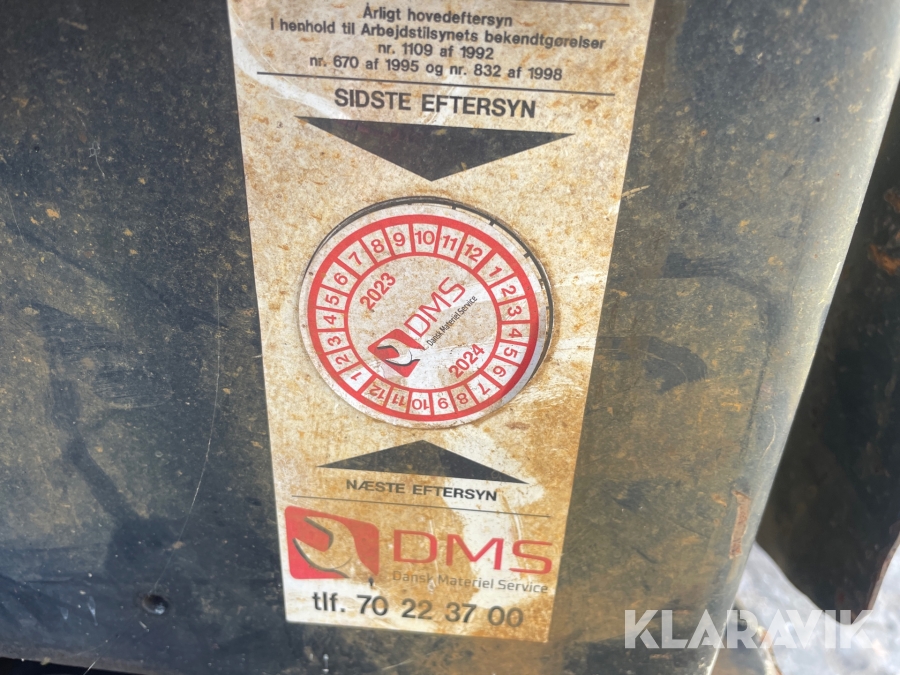 Årligt hovedeftersyn
I henhold til Arbejdstilsynets bekendtgørelser
nr. 1109 af 1992
nr. 670 af 1995 og nr. 832 af 1998
SIDSTE EFTERSYN
1 2 3 4 5 6 7 8 9 10 11 12
2023
DMS
Dansk Materiel Service
2024
1 2 3 4 5 6 7 8 9 10 11 12
NÆSTE EFTERSYN
DMS
Dansk Materiel Service
tlf. 70 22 37 00
KLARAVIK